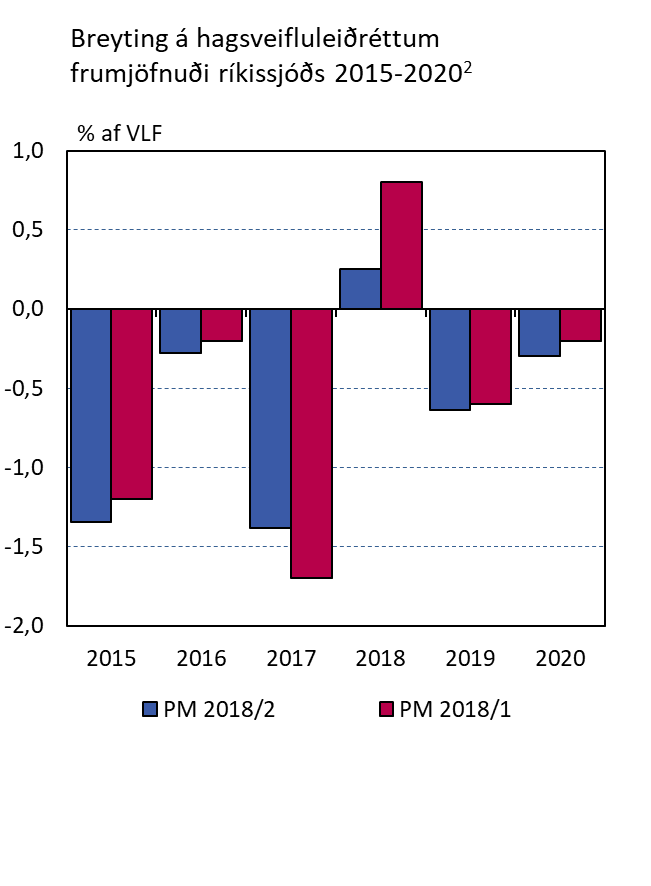 Breyting á hagsveifluleiðréttum
frumjöfnuði ríkissjóðs 2015-2020²
% af VLF
1,0
0,5
0,0
-0,5
-1,0
-1,5
-2,0
2015 2016 2017 2018 2019 2020
PM 2018/2 PM 2018/1